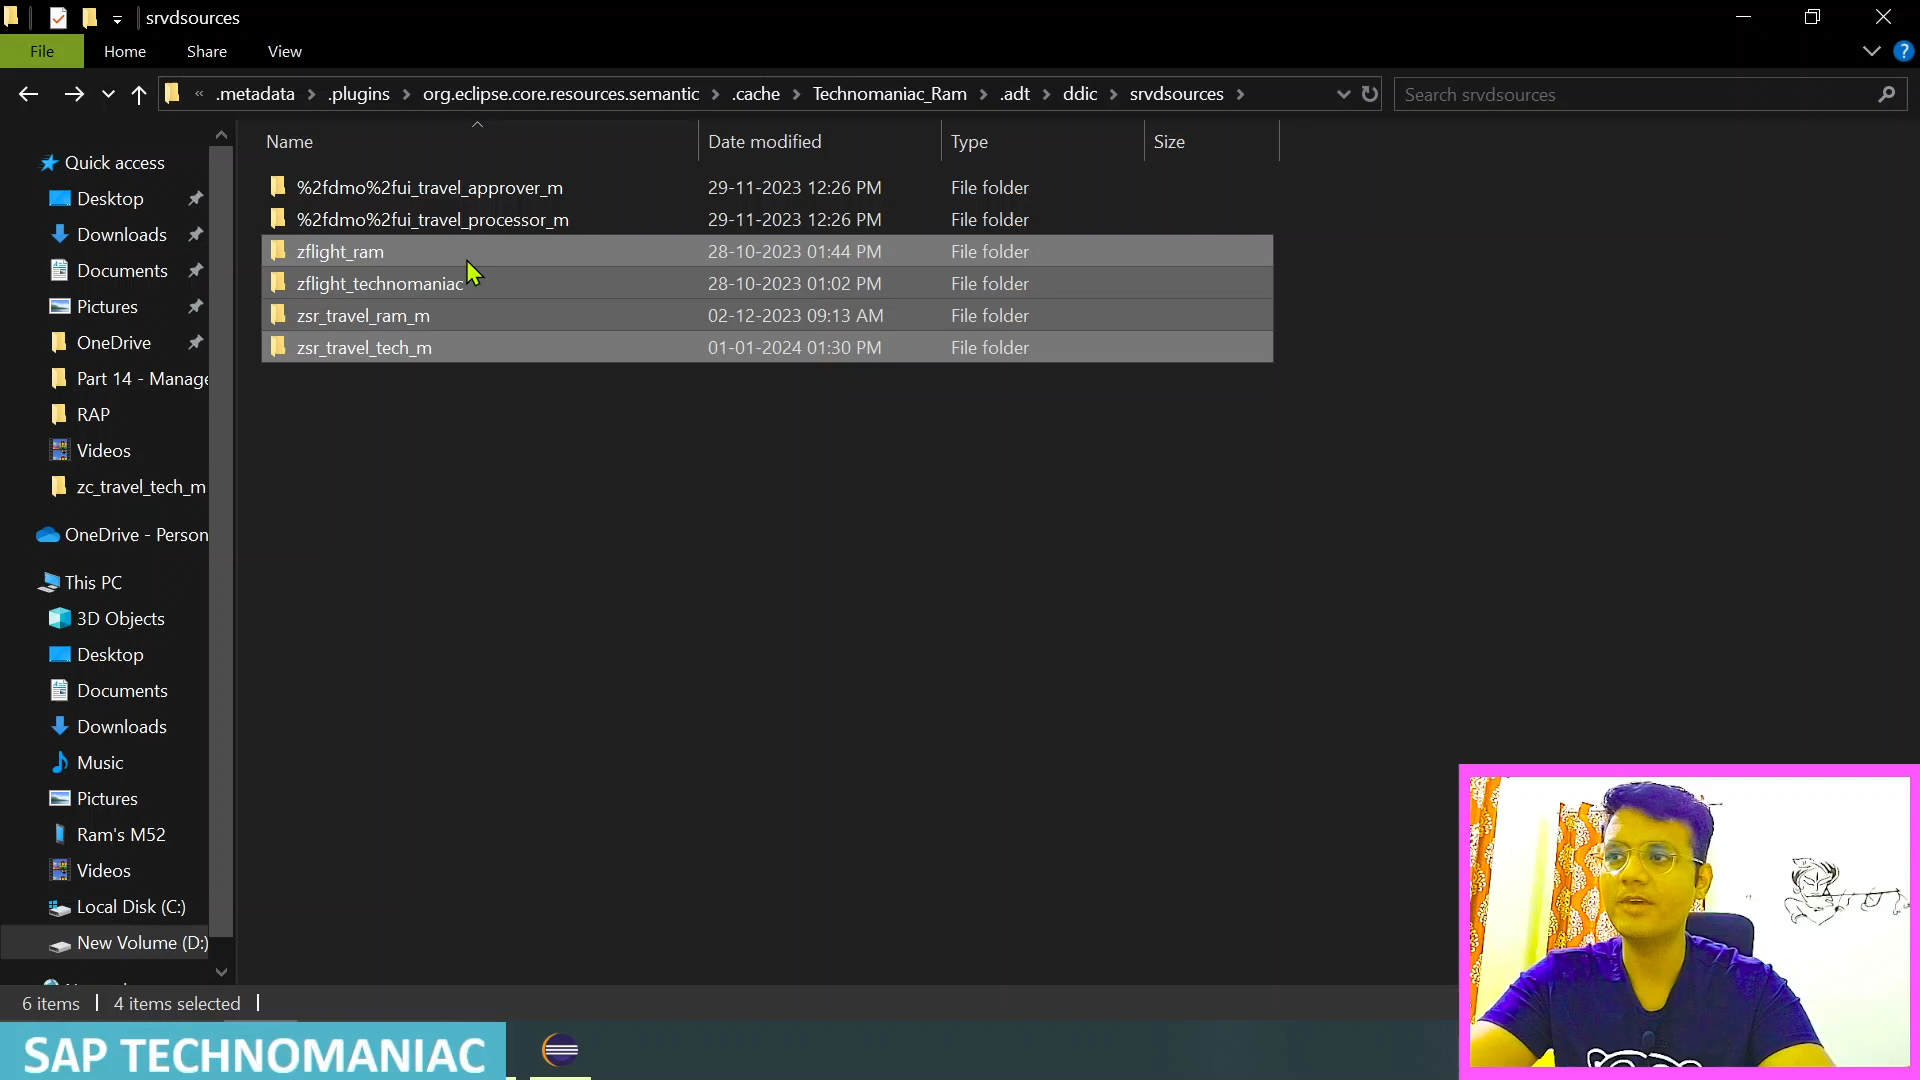 srvdsources
File Home Share View
« .metadata > .plugins > org.eclipse.core.resources.semantic > .cache > Technomaniac_Ram > .adt > ddic > srvdsources >
Search srvdsources
Name Date modified Type Size
%2fdmo%2fui_travel_approver_m 29-11-2023 12:26 PM File folder
%2fdmo%2fui_travel_processor_m 29-11-2023 12:26 PM File folder
zflight_ram 28-10-2023 01:44 PM File folder
zflight_technomaniac 28-10-2023 01:02 PM File folder
zsr_travel_ram_m 02-12-2023 09:13 AM File folder
zsr_travel_tech_m 01-01-2024 01:30 PM File folder
Quick access
Desktop
Downloads
Documents
Pictures
OneDrive
Part 14 - Manage
RAP
Videos
zc_travel_tech_m
OneDrive - Person
This PC
3D Objects
Desktop
Documents
Downloads
Music
Pictures
Ram's M52
Videos
Local Disk (C:)
New Volume (D:)
6 items 4 items selected
SAP TECHNOMANIAC